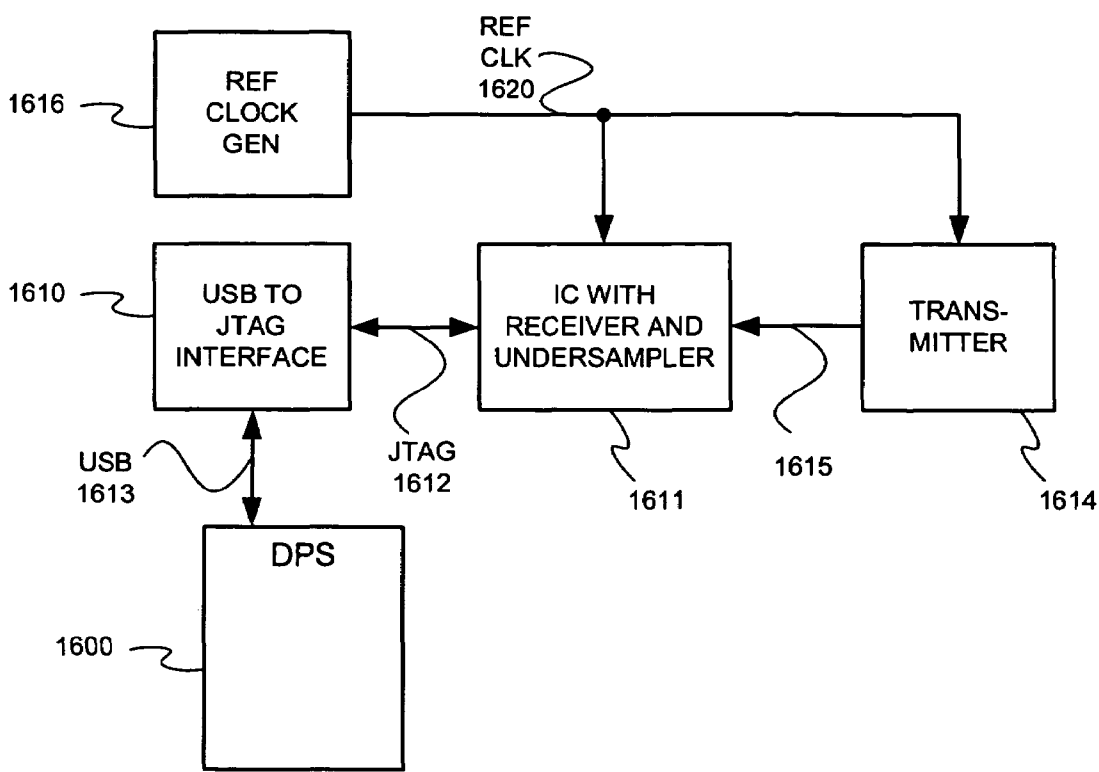 REF
CLK
1620
1616
REF
CLOCK
GEN
1610
USB TO
JTAG
INTERFACE
IC WITH
RECEIVER AND
UNDERSAMPLER
TRANS-
MITTER
USB
1613
JTAG
1612
1611
1615
1614
DPS
1600